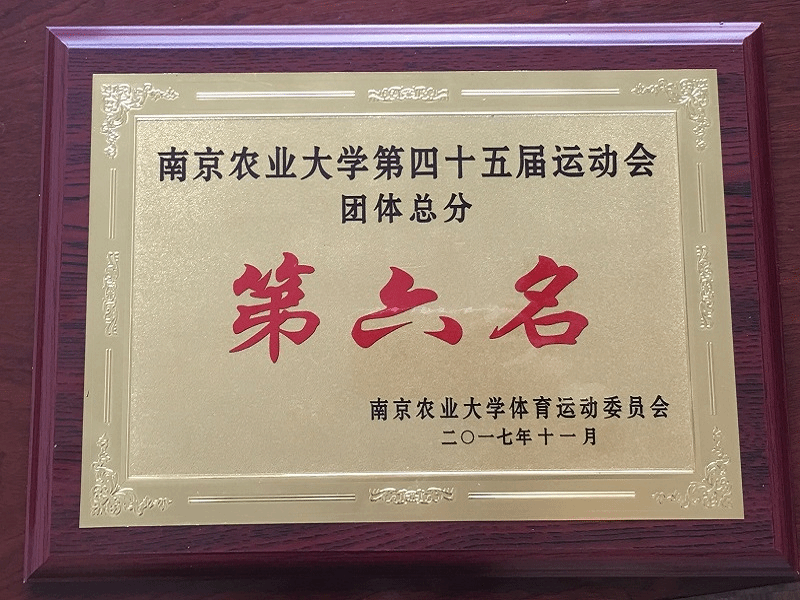 南京农业大学第四十五届运动会
团体总分
第六名
南京农业大学体育运动委员会
二〇一七年十一月